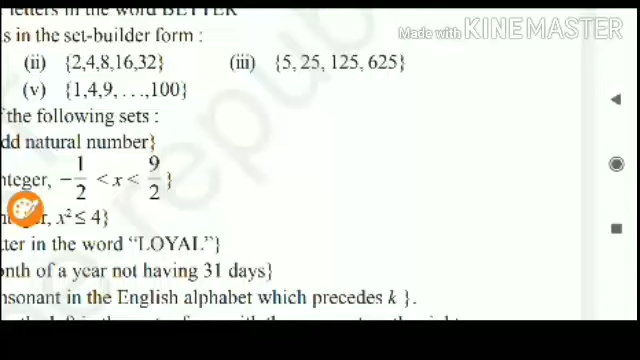 letters in the word BETTER
Made with KINEMASTER
s in the set-builder form :
(ii) {2,4,8,16,32} (iii) {5, 25, 125, 625}
(v) {1,4,9, . . .,100}
the following sets :
dd natural number}
nteger, −1/2 < x < 9/2 }
r, x² ≤ 4}
tter in the word “LOYAL”}
onth of a year not having 31 days}
nsonant in the English alphabet which precedes k }.